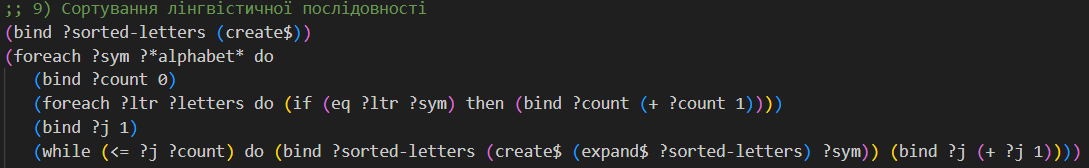 ;; 9) Сортування лінгвістичної послідовності
(bind ?sorted-letters (create$))
(foreach ?sym ?*alphabet* do
(bind ?count 0)
(foreach ?ltr ?letters do (if (eq ?ltr ?sym) then (bind ?count (+ ?count 1))))
(bind ?j 1)
(while (<= ?j ?count) do (bind ?sorted-letters (create$ (expand$ ?sorted-letters) ?sym)) (bind ?j (+ ?j 1))))